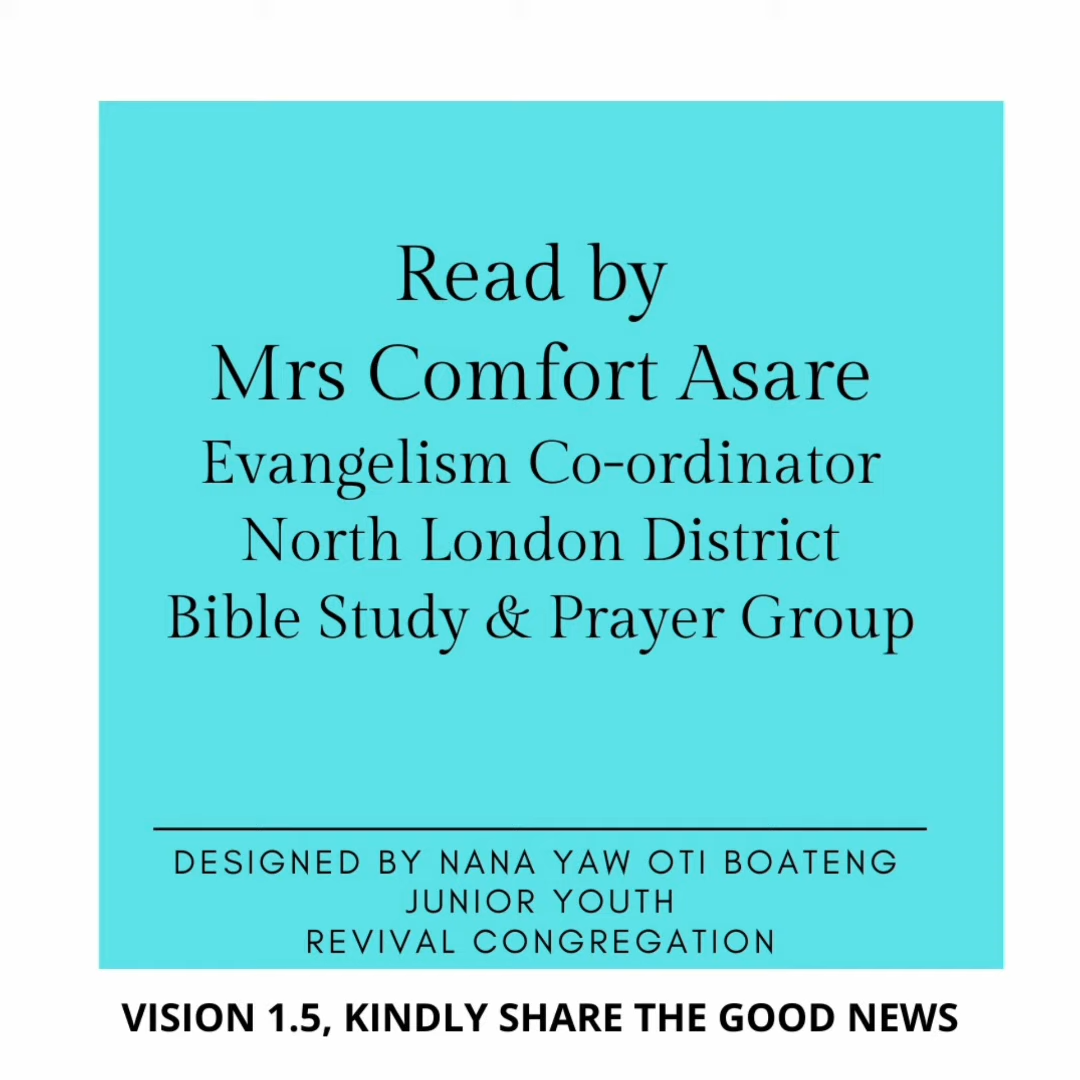 Read by
Mrs Comfort Asare
Evangelism Co-ordinator
North London District
Bible Study & Prayer Group
DESIGNED BY NANA YAW OTI BOATENG
JUNIOR YOUTH
REVIVAL CONGREGATION
VISION 1.5, KINDLY SHARE THE GOOD NEWS